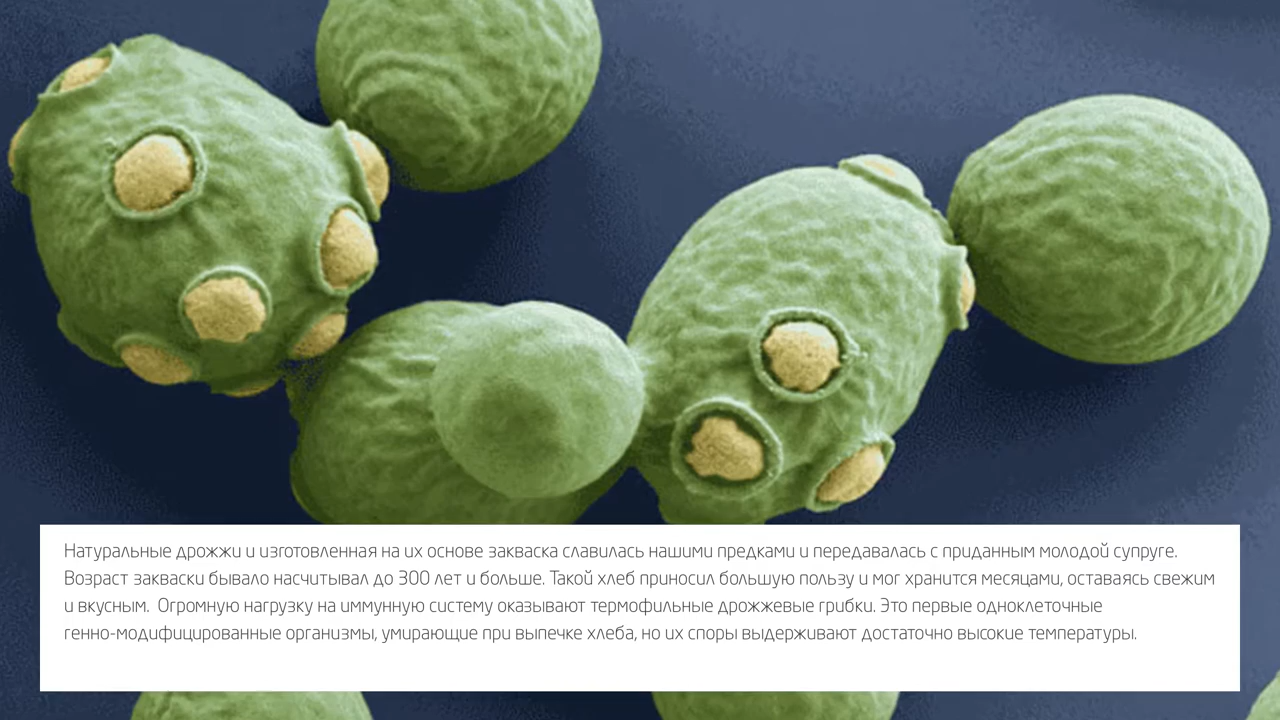 Натуральные дрожжи и изготовленная на их основе закваска славилась нашими предками и передавалась с приданным молодой супруге.
Возраст закваски бывало насчитывал до 300 лет и больше. Такой хлеб приносил большую пользу и мог хранится месяцами, оставаясь свежим
и вкусным.  Огромную нагрузку на иммунную систему оказывают термофильные дрожжевые грибки. Это первые одноклеточные
генно-модифицированные организмы, умирающие при выпечке хлеба, но их споры выдерживают достаточно высокие температуры.